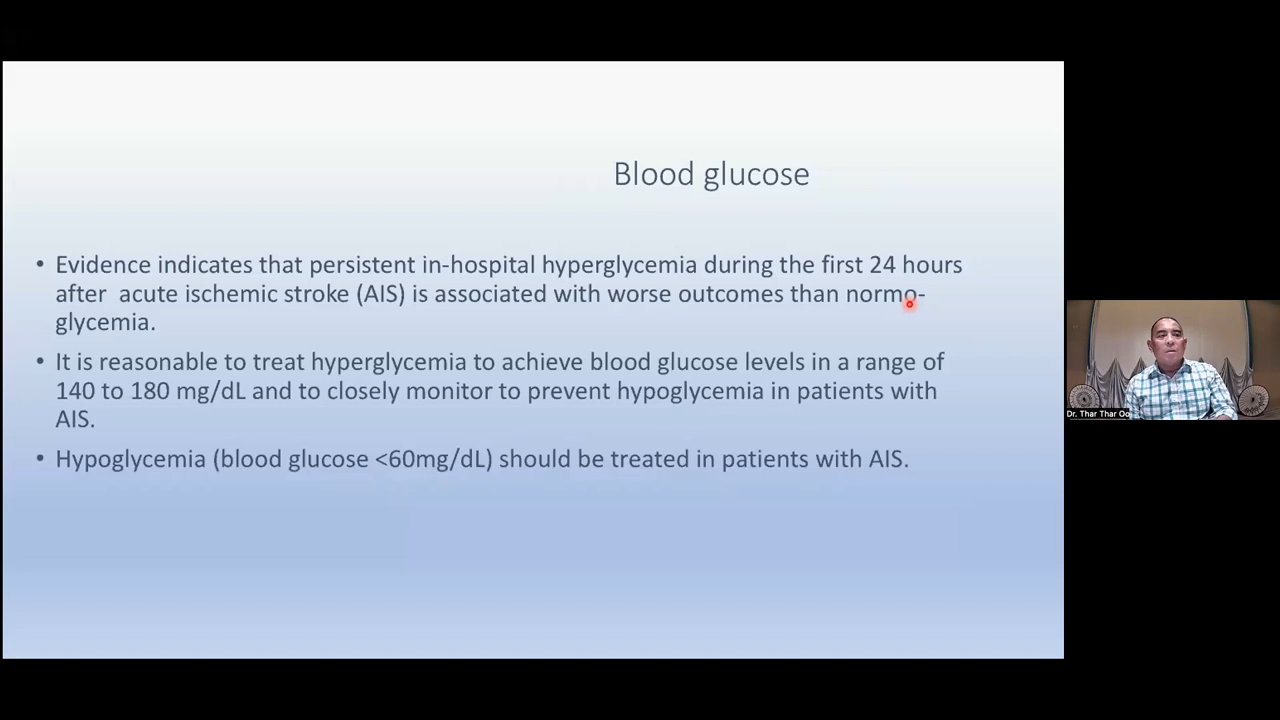 Blood glucose
• Evidence indicates that persistent in-hospital hyperglycemia during the first 24 hours
after  acute ischemic stroke (AIS) is associated with worse outcomes than normo-
glycemia.
• It is reasonable to treat hyperglycemia to achieve blood glucose levels in a range of
140 to 180 mg/dL and to closely monitor to prevent hypoglycemia in patients with
AIS.
• Hypoglycemia (blood glucose <60mg/dL) should be treated in patients with AIS.
Dr. Thar Thar Oo